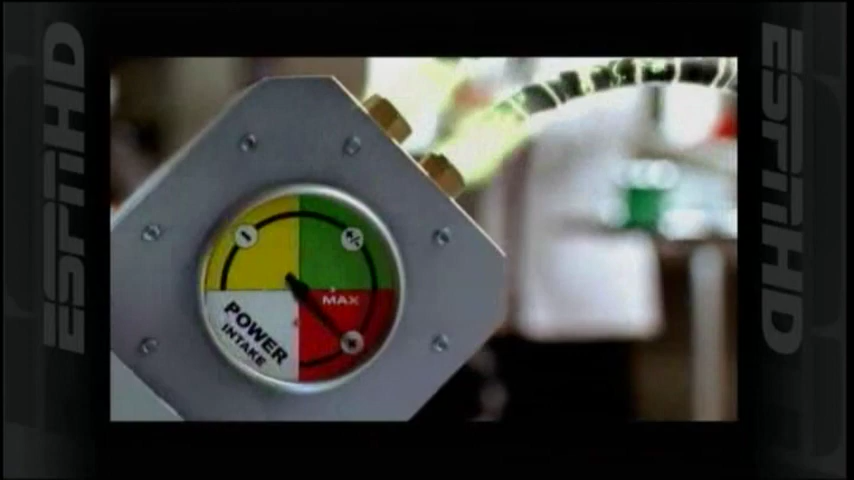 ESPNHD
MAX
POWER
INTAKE
ESPNHD